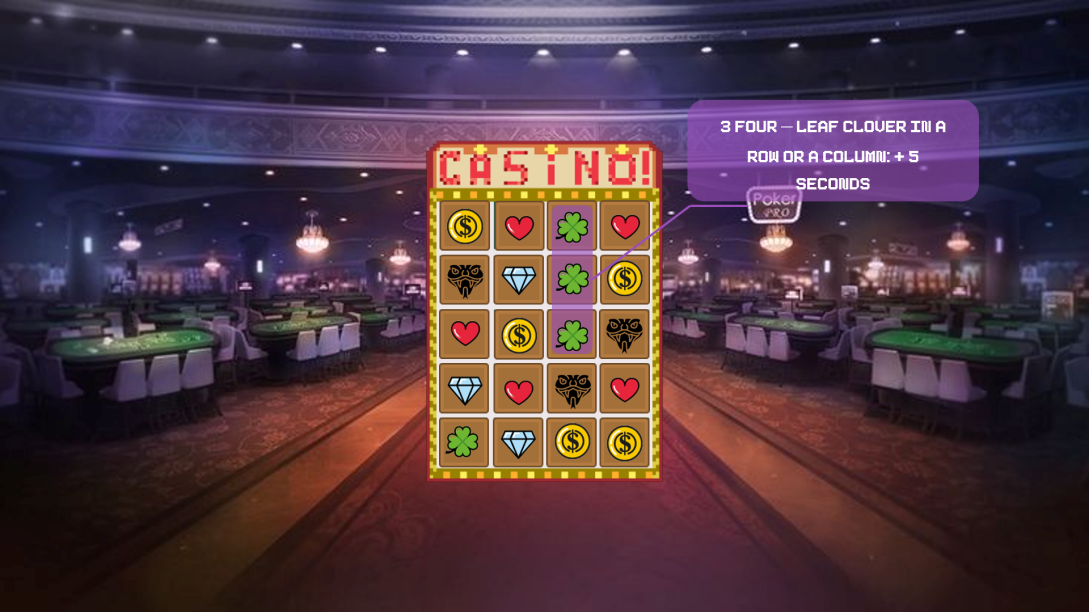 CASiNO!
3 FOUR – LEAF CLOVER IN A
ROW OR A COLUMN: + 5
SECONDS
Poker
PRO